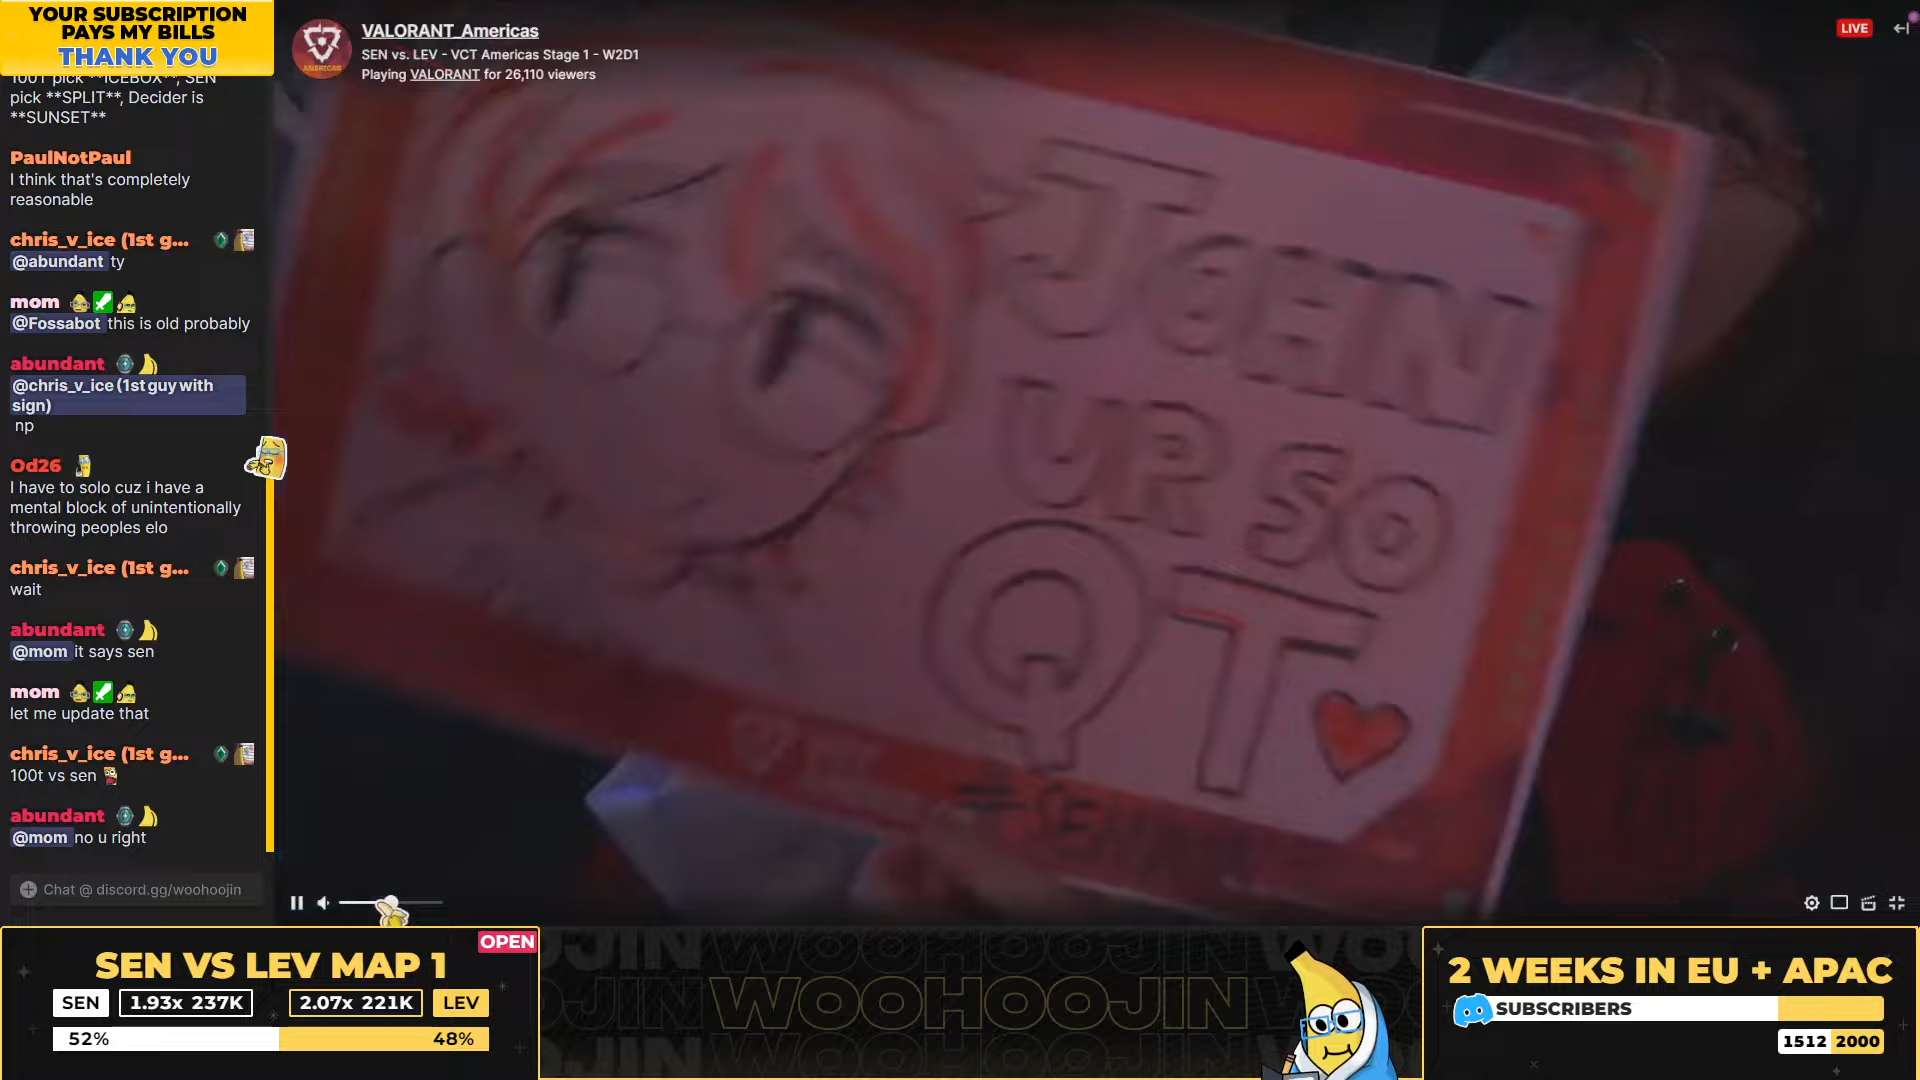 YOUR SUBSCRIPTION
PAYS MY BILLS
THANK YOU
100T pick **ICEBOX**, SEN
pick **SPLIT**, Decider is
**SUNSET**
PaulNotPaul
I think that's completely
reasonable
chris_v_ice (1st g...
@abundant ty
mom
@Fossabot this is old probably
abundant
@chris_v_ice (1st guy with
sign)
np
Od26
I have to solo cuz i have a
mental block of unintentionally
throwing peoples elo
chris_v_ice (1st g...
wait
abundant
@mom it says sen
mom
let me update that
chris_v_ice (1st g...
100t vs sen
abundant
@mom no u right
Chat @ discord.gg/woohoojin
VALORANT_Americas
SEN vs. LEV - VCT Americas Stage 1 - W2D1
Playing VALORANT for 26,110 viewers
LIVE
JOHN
UR SO
QT
SEN VS LEV MAP 1
OPEN
SEN 1.93x 237K 2.07x 221K LEV
52% 48%
WOOHOOJIN
2 WEEKS IN EU + APAC
SUBSCRIBERS
1512 2000